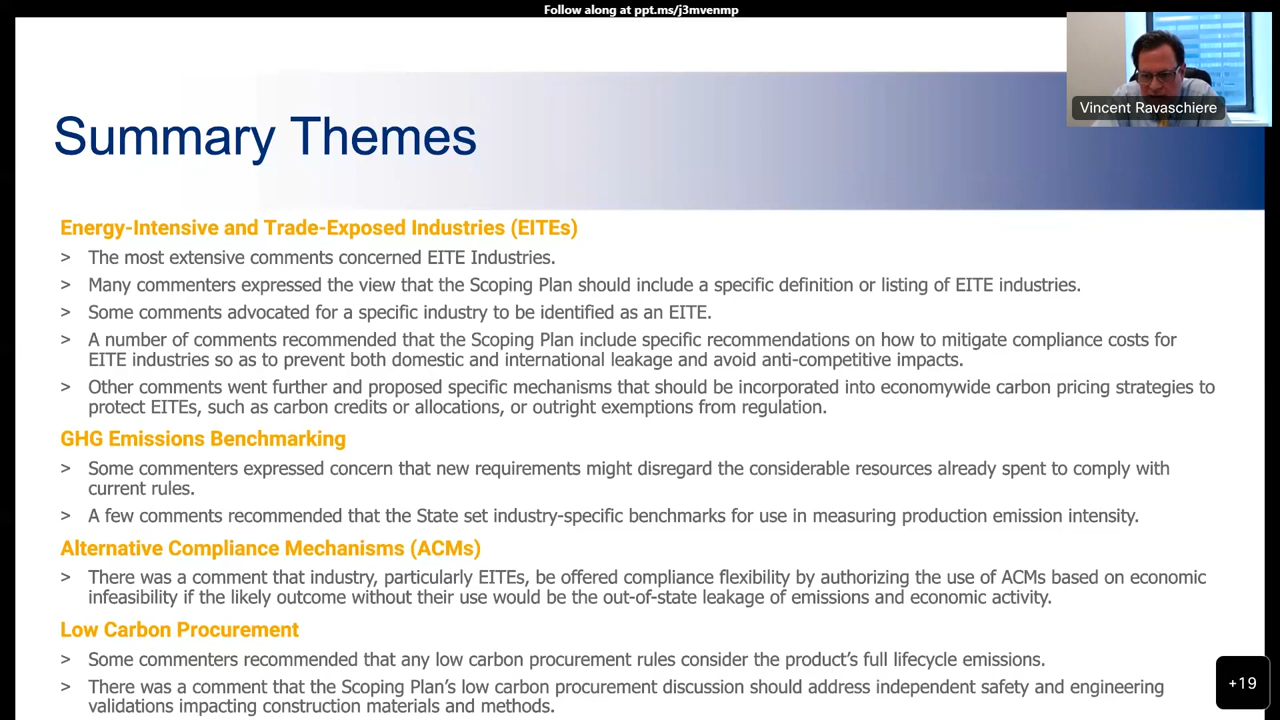 Follow along at ppt.ms/j3mvenmp
Vincent Ravaschiere
Summary Themes
Energy-Intensive and Trade-Exposed Industries (EITEs)
> The most extensive comments concerned EITE Industries.
> Many commenters expressed the view that the Scoping Plan should include a specific definition or listing of EITE industries.
> Some comments advocated for a specific industry to be identified as an EITE.
> A number of comments recommended that the Scoping Plan include specific recommendations on how to mitigate compliance costs for
EITE industries so as to prevent both domestic and international leakage and avoid anti-competitive impacts.
> Other comments went further and proposed specific mechanisms that should be incorporated into economywide carbon pricing strategies to
protect EITEs, such as carbon credits or allocations, or outright exemptions from regulation.
GHG Emissions Benchmarking
> Some commenters expressed concern that new requirements might disregard the considerable resources already spent to comply with
current rules.
> A few comments recommended that the State set industry-specific benchmarks for use in measuring production emission intensity.
Alternative Compliance Mechanisms (ACMs)
> There was a comment that industry, particularly EITEs, be offered compliance flexibility by authorizing the use of ACMs based on economic
infeasibility if the likely outcome without their use would be the out-of-state leakage of emissions and economic activity.
Low Carbon Procurement
> Some commenters recommended that any low carbon procurement rules consider the product's full lifecycle emissions.
> There was a comment that the Scoping Plan's low carbon procurement discussion should address independent safety and engineering
validations impacting construction materials and methods.
+19